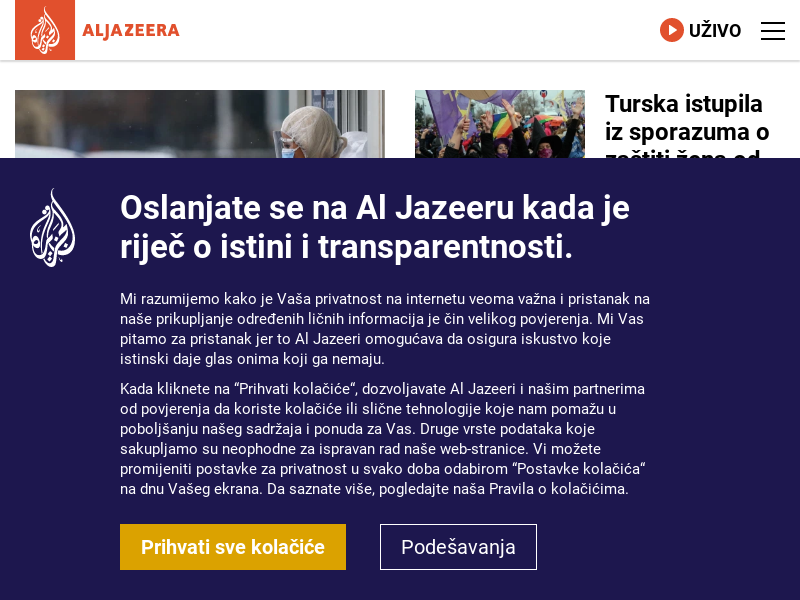 ALJAZEERA
UŽIVO
Turska istupila
iz sporazuma o
zaštiti žena od
Oslanjate se na Al Jazeeru kada je
riječ o istini i transparentnosti.
Mi razumijemo kako je Vaša privatnost na internetu veoma važna i pristanak na
naše prikupljanje određenih ličnih informacija je čin velikog povjerenja. Mi Vas
pitamo za pristanak jer to Al Jazeeri omogućava da osigura iskustvo koje
istinski daje glas onima koji ga nemaju.
Kada kliknete na “Prihvati kolačiće“, dozvoljavate Al Jazeeri i našim partnerima
od povjerenja da koriste kolačiće ili slične tehnologije koje nam pomažu u
poboljšanju našeg sadržaja i ponuda za Vas. Druge vrste podataka koje
sakupljamo su neophodne za ispravan rad naše web-stranice. Vi možete
promijeniti postavke za privatnost u svako doba odabirom “Postavke kolačića“
na dnu Vašeg ekrana. Da saznate više, pogledajte naša Pravila o kolačićima.
Prihvati sve kolačiće
Podešavanja